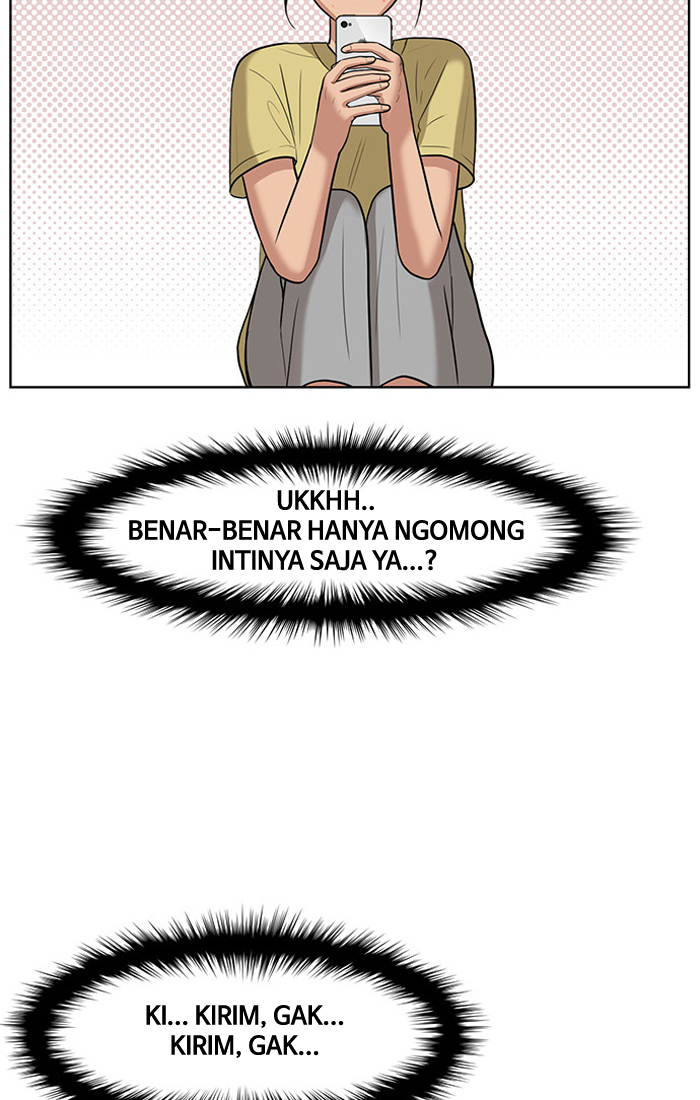 UKKHH..
BENAR-BENAR HANYA NGOMONG
INTINYA SAJA YA...?
KI... KIRIM, GAK...
KIRIM, GAK...